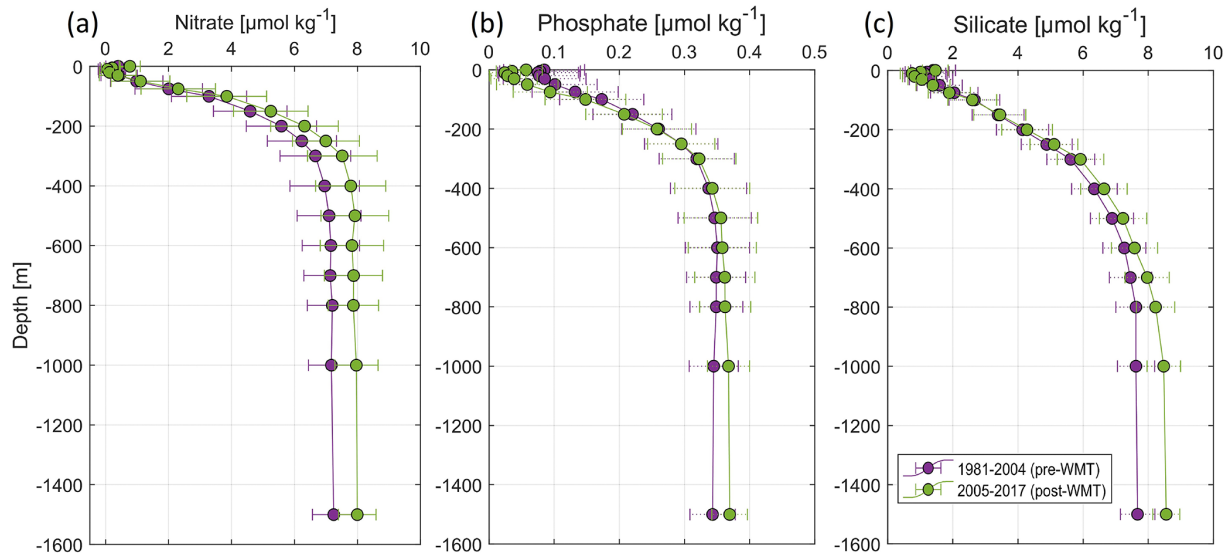 (a) Nitrate [µmol kg-1] (b) Phosphate [µmol kg-1] (c) Silicate [µmol kg-1]
0 2 4 6 8 10 0 0.1 0.2 0.3 0.4 0.5 0 2 4 6 8 10
0 0 0
-200 -200 -200
-400 -400 -400
-600 -600 -600
-800 -800 -800
-1000 -1000 -1000
-1200 -1200 -1200
-1400 -1400 -1400
-1600 -1600 -1600
Depth [m]
1981-2004 (pre-WMT)
2005-2017 (post-WMT)